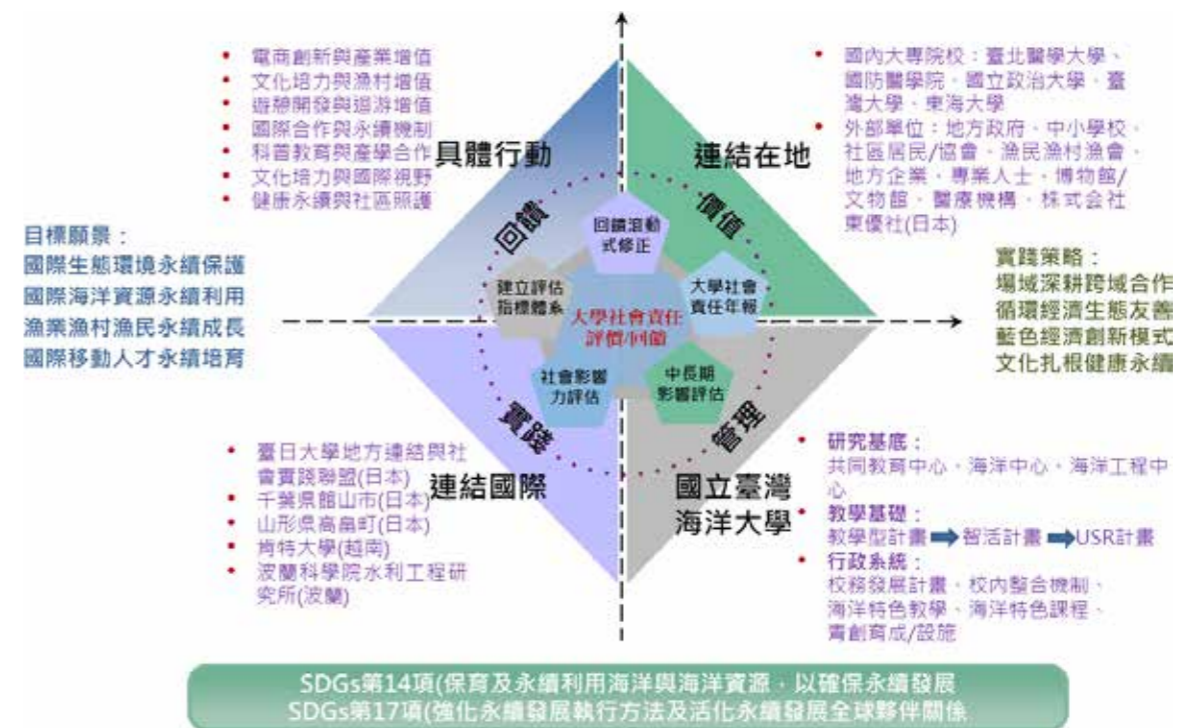 電商創新與產業增值
文化培力與漁村增值
遊憩開發與迴游增值
國際合作與永續機制
科普教育與產學合作
文化培力與國際視野
健康永續與社區照護
具體行動
國內大專院校：臺北醫學大學、
國防醫學院、國立政治大學、臺
灣大學、東海大學
外部單位：地方政府、中小學校、
社區居民/協會、漁民漁村漁會、
地方企業、專業人士、博物館/
文物館、醫療機構、株式会社
東優社(日本)
連結在地
目標願景：
國際生態環境永續保護
國際海洋資源永續利用
漁業漁村漁民永續成長
國際移動人才永續培育
回饋
價值
實踐
管理
回饋滾動
式修正
建立評估
指標體系
大學社會
責任年報
大學社會責任
評價/回饋
社會影響
力評估
中長期
影響評估
實踐策略：
場域深耕跨域合作
循環經濟生態友善
藍色經濟創新模式
文化扎根健康永續
臺日大學地方連結與社
會實踐聯盟(日本)
千葉県館山市(日本)
山形県高畠町(日本)
肯特大學(越南)
波蘭科學院水利工程研
究所(波蘭)
連結國際
國立臺灣
海洋大學
研究基底：
共同教育中心、海洋中心、海洋工程中
心
教學基礎：
教學型計畫 智活計畫 USR計畫
行政系統：
校務發展計畫、校內整合機制、
海洋特色教學、海洋特色課程、
青創育成/設施
SDGs第14項(保育及永續利用海洋與海洋資源，以確保永續發展
SDGs第17項(強化永續發展執行方法及活化永續發展全球夥伴關係